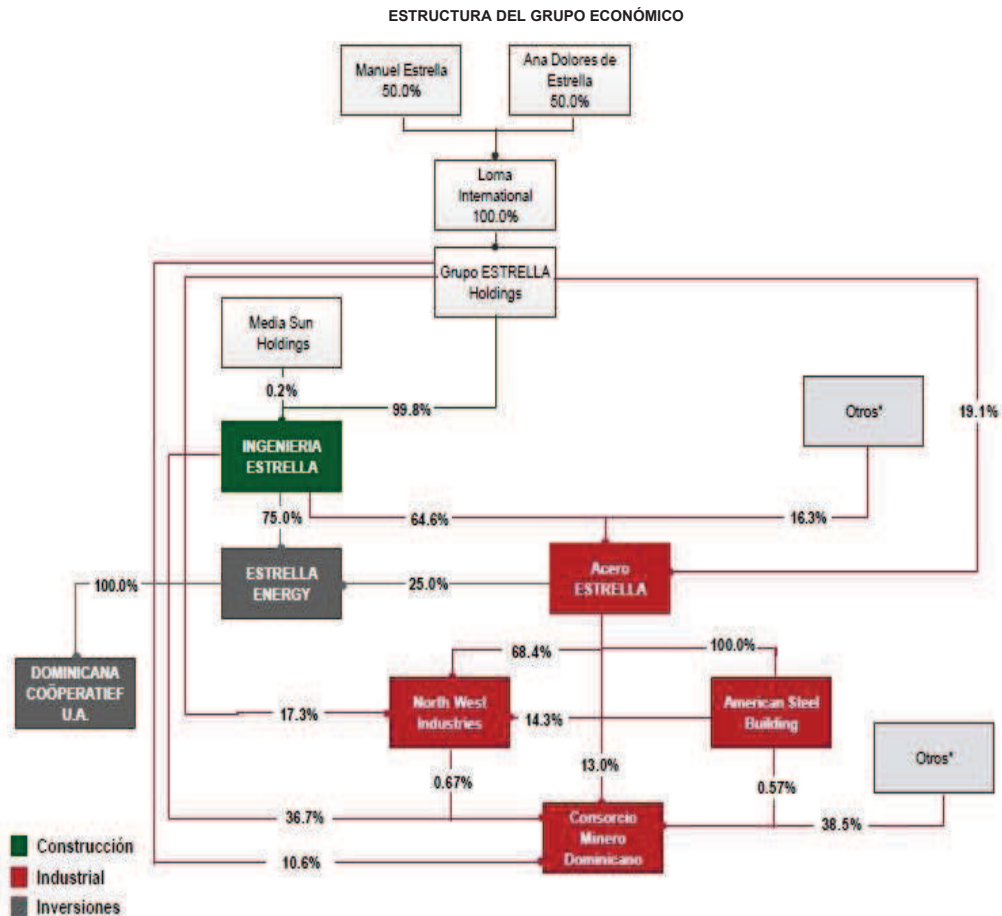 ESTRUCTURA DEL GRUPO ECONÓMICO
Manuel Estrella
50.0%
Ana Dolores de
Estrella
50.0%
Loma
International
100.0%
Grupo ESTRELLA
Holdings
Media Sun
Holdings
0.2%
99.8%
Otros*
19.1%
INGENIERIA
ESTRELLA
75.0%
64.6%
16.3%
ESTRELLA
ENERGY
100.0%
25.0%
Acero
ESTRELLA
DOMINICANA
COÖPERATIEF
U.A.
68.4%
100.0%
North West
Industries
American Steel
Building
17.3%
14.3%
Otros*
0.67%
13.0%
0.57%
36.7%
Consorcio
Minero
Dominicano
38.5%
10.6%
Construcción
Industrial
Inversiones